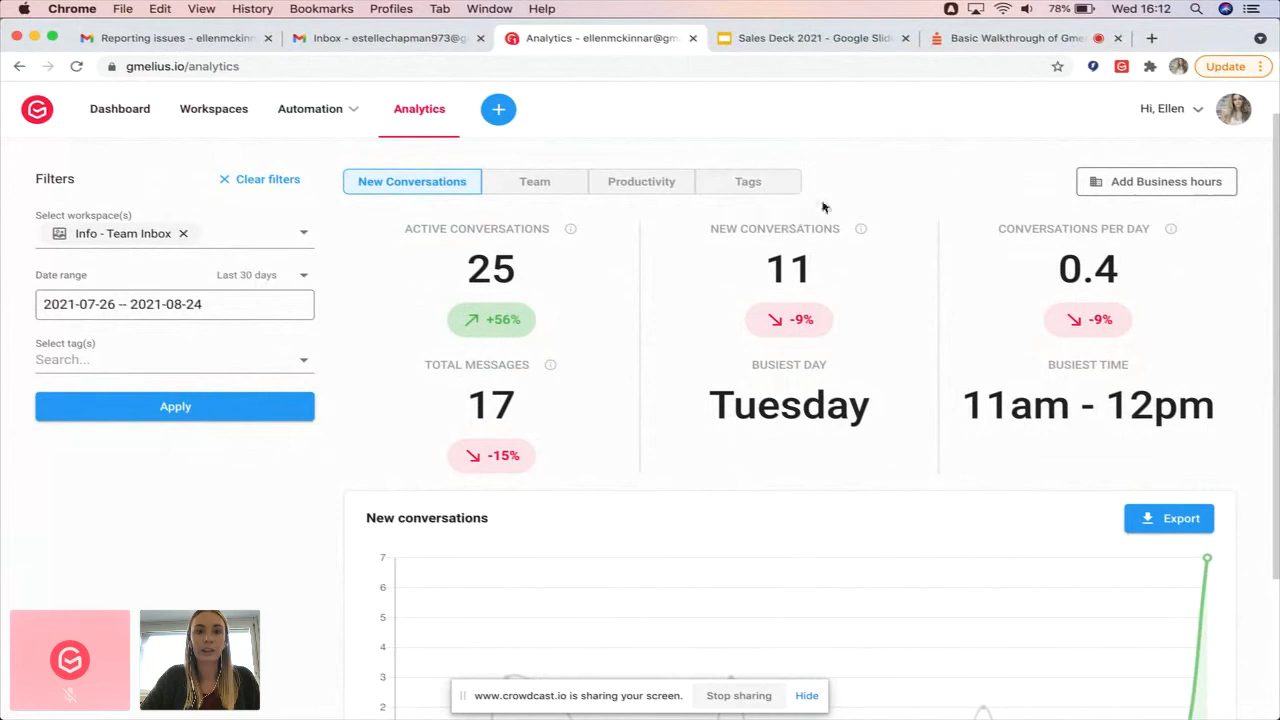 Chrome File Edit View History Bookmarks Profiles Tab Window Help 78% Wed 16:12
Reporting issues - ellenmckinn Inbox - estellechapman973@g Analytics - ellenmckinnar@gm Sales Deck 2021 - Google Slid Basic Walkthrough of Gme
gmelius.io/analytics Update
Dashboard Workspaces Automation Analytics + Hi, Ellen
Filters Clear filters New Conversations Team Productivity Tags Add Business hours
Select workspace(s)
Info - Team Inbox
ACTIVE CONVERSATIONS NEW CONVERSATIONS CONVERSATIONS PER DAY
25 11 0.4
Date range Last 30 days
2021-07-26 -- 2021-08-24
+56% -9% -9%
Select tag(s)
Search...
TOTAL MESSAGES BUSIEST DAY BUSIEST TIME
17 Tuesday 11am - 12pm
Apply
-15%
New conversations Export
7
6
5
4
3
2
www.crowdcast.io is sharing your screen. Stop sharing Hide